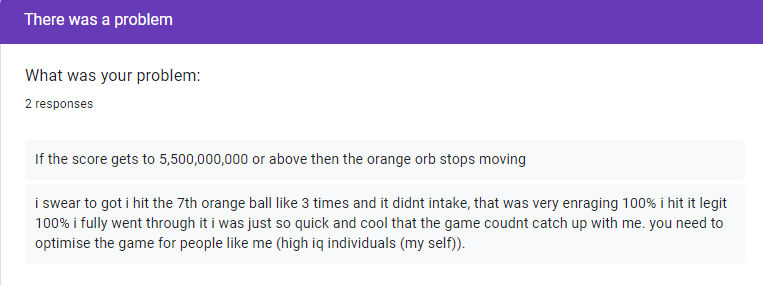 There was a problem
What was your problem:
2 responses
If the score gets to 5,500,000,000 or above then the orange orb stops moving
i swear to got i hit the 7th orange ball like 3 times and it didnt intake, that was very enraging 100% i hit it legit
100% i fully went through it i was just so quick and cool that the game coudnt catch up with me. you need to
optimise the game for people like me (high iq individuals (my self)).